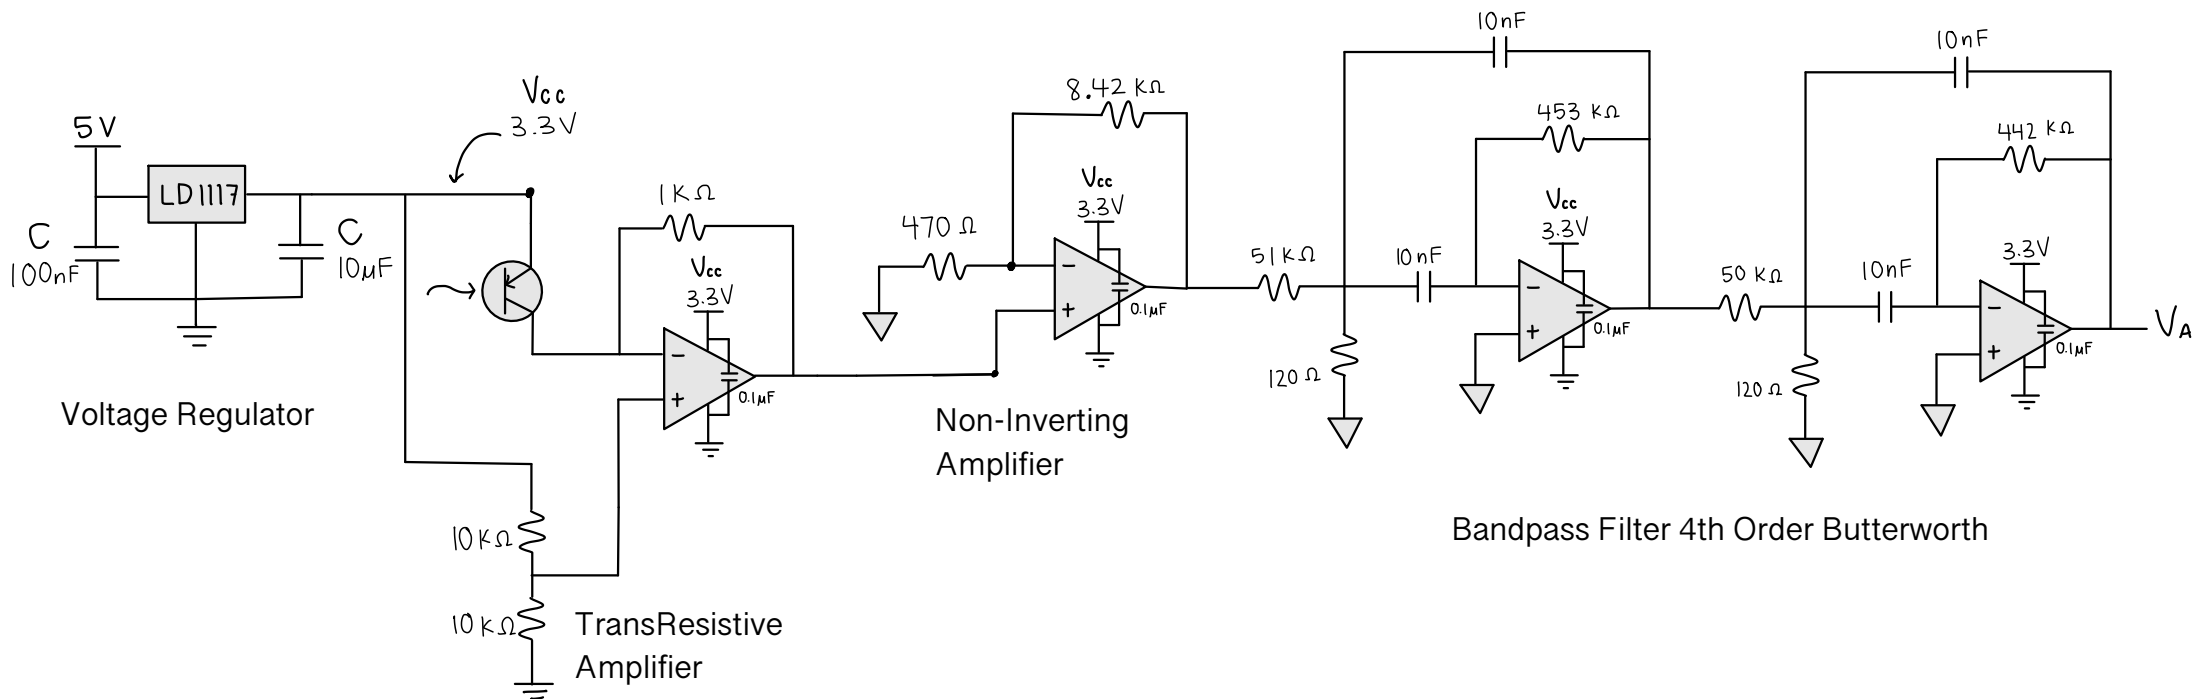 5V
LD1117
C
100nF
C
10μF
Voltage Regulator
Vcc
3.3V
1KΩ
Vcc
3.3V
-
+
0.1μF
10KΩ
10KΩ
TransResistive
Amplifier
8.42 KΩ
470 Ω
Vcc
3.3V
-
+
0.1μF
Non-Inverting
Amplifier
10nF
453 KΩ
51KΩ
10nF
Vcc
3.3V
-
+
0.1μF
120Ω
10nF
442 KΩ
50 KΩ
10nF
3.3V
-
+
0.1μF
120Ω
VA
Bandpass Filter 4th Order Butterworth